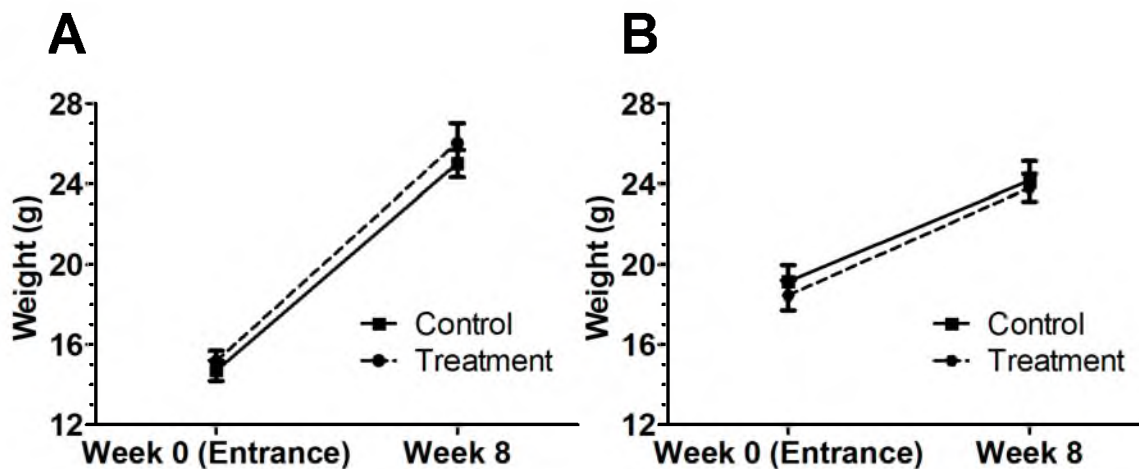 A
Weight (g)
28
24
20
16
12
Control
Treatment
Week 0 (Entrance)
Week 8
B
Weight (g)
28
24
20
16
12
Control
Treatment
Week 0 (Entrance)
Week 8